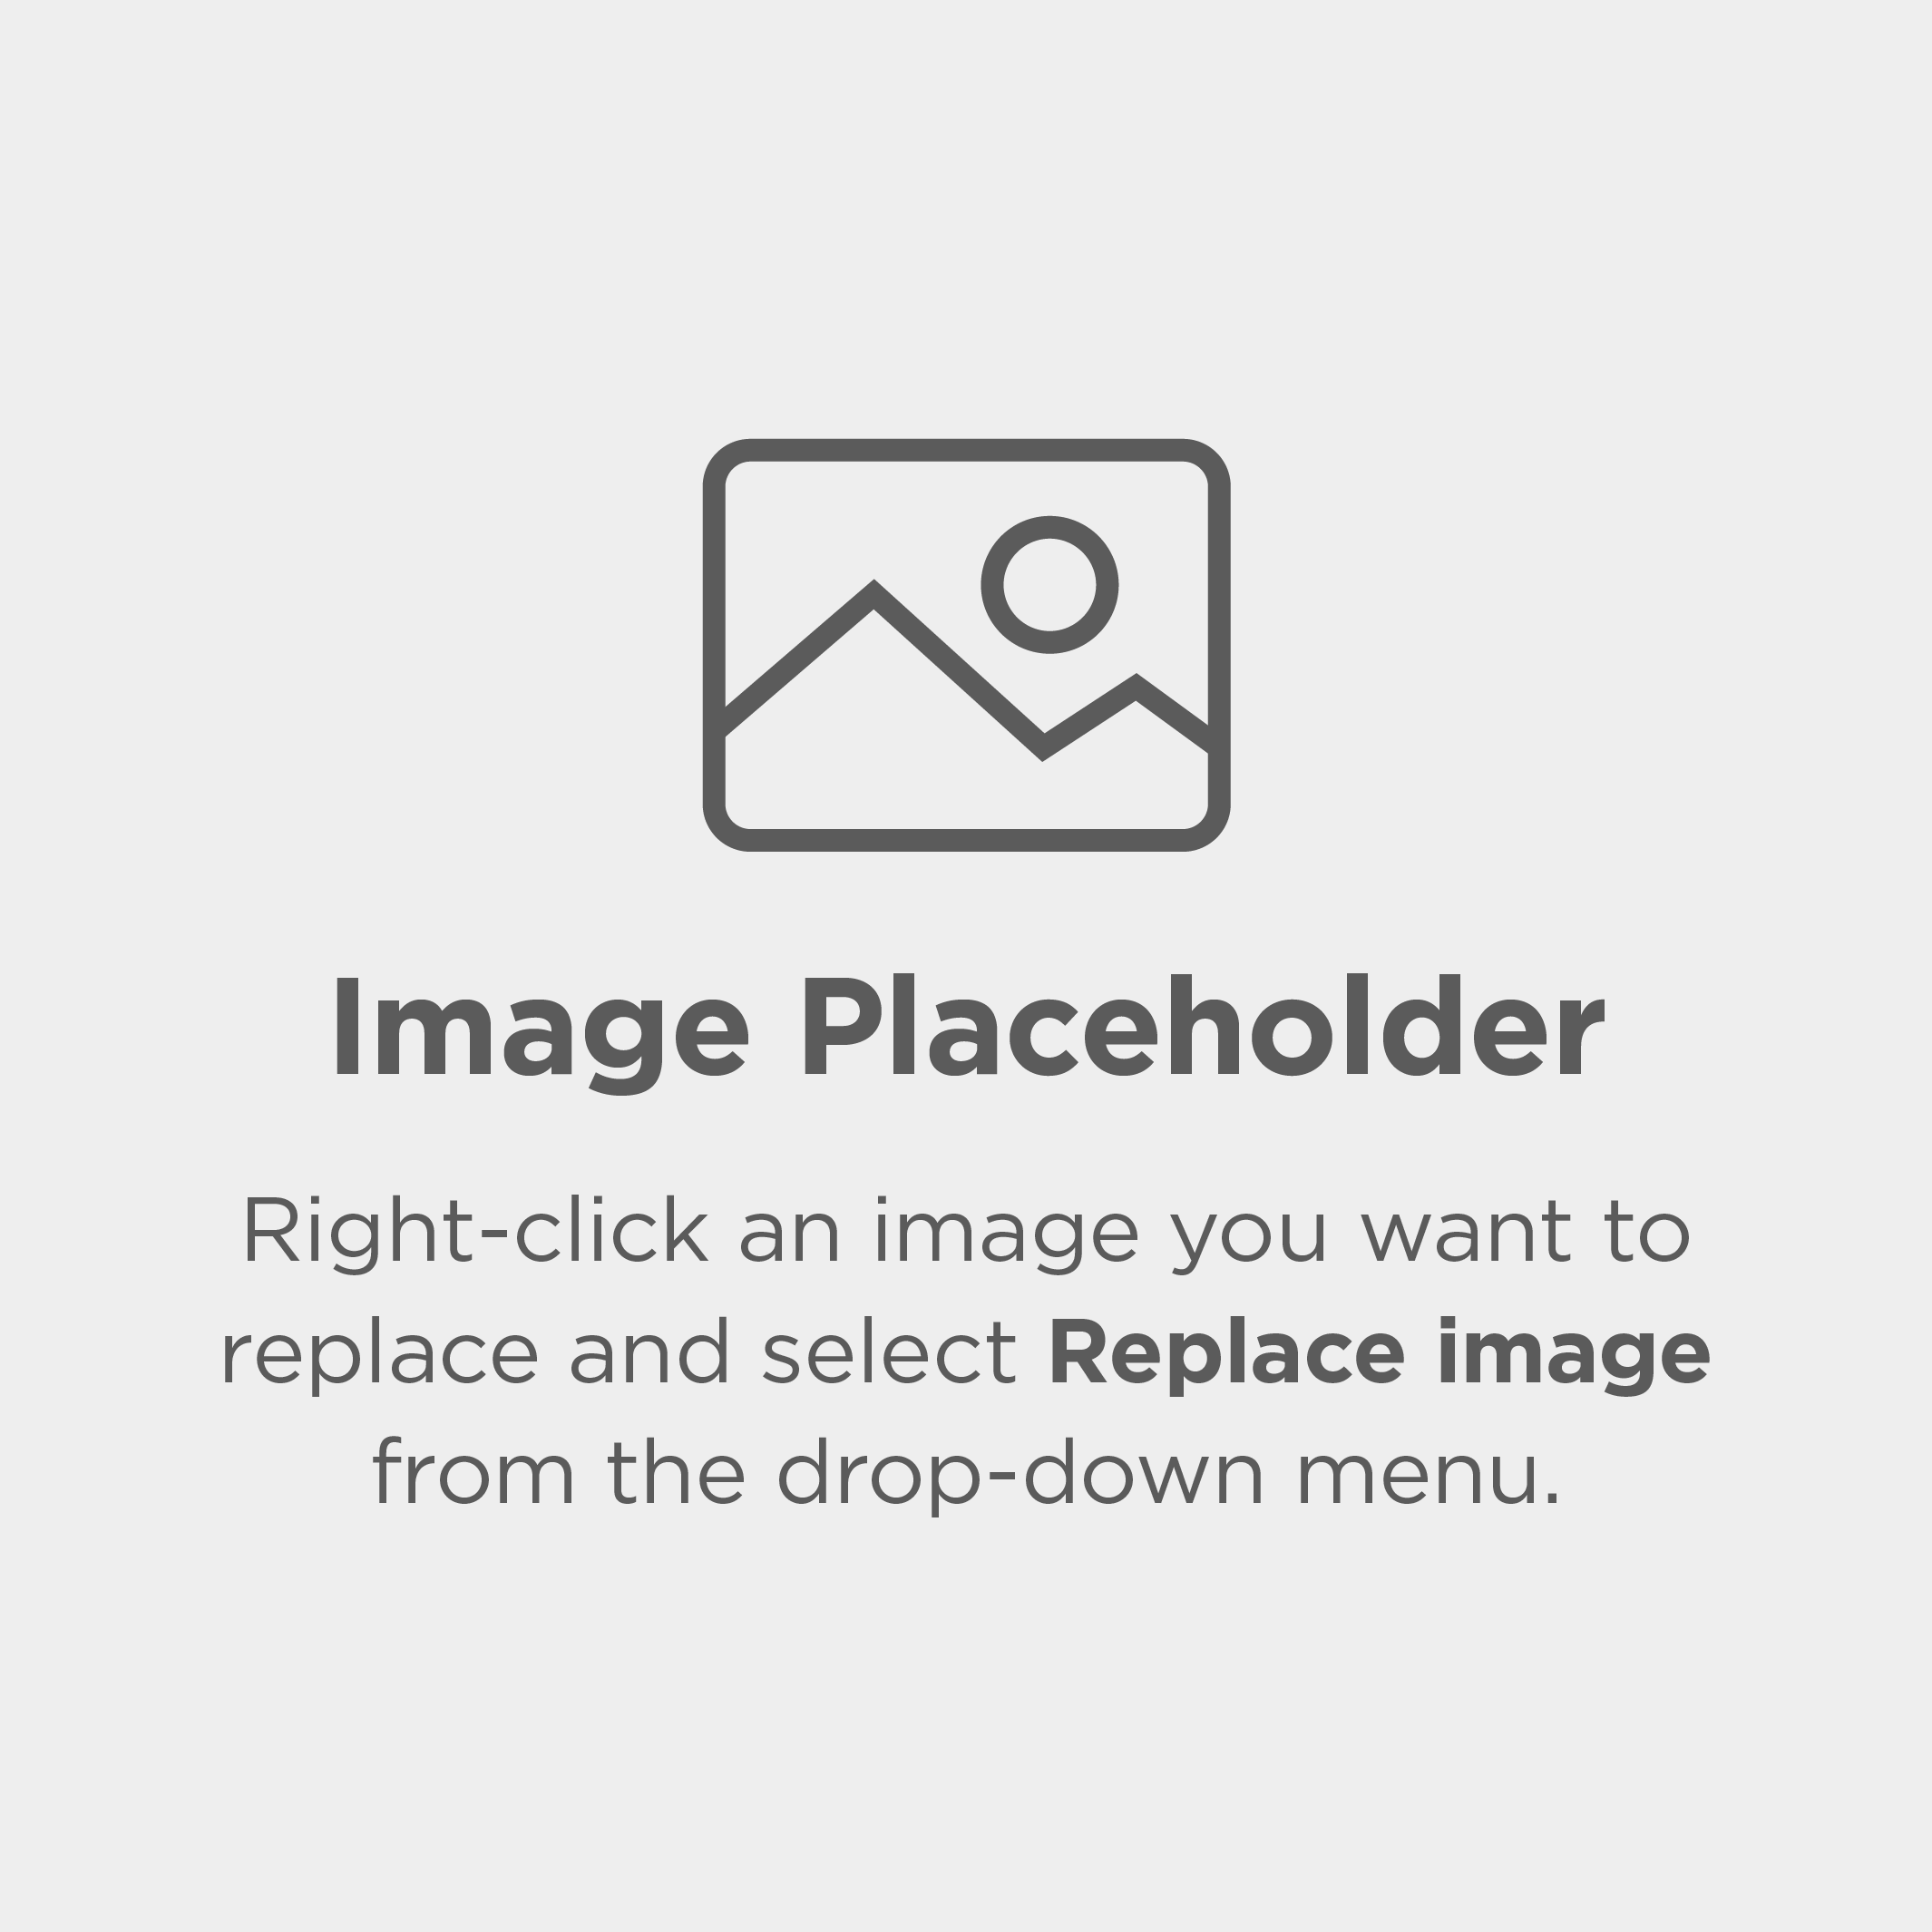 Image Placeholder
Right-click an image you want to
replace and select Replace image
from the drop-down menu.